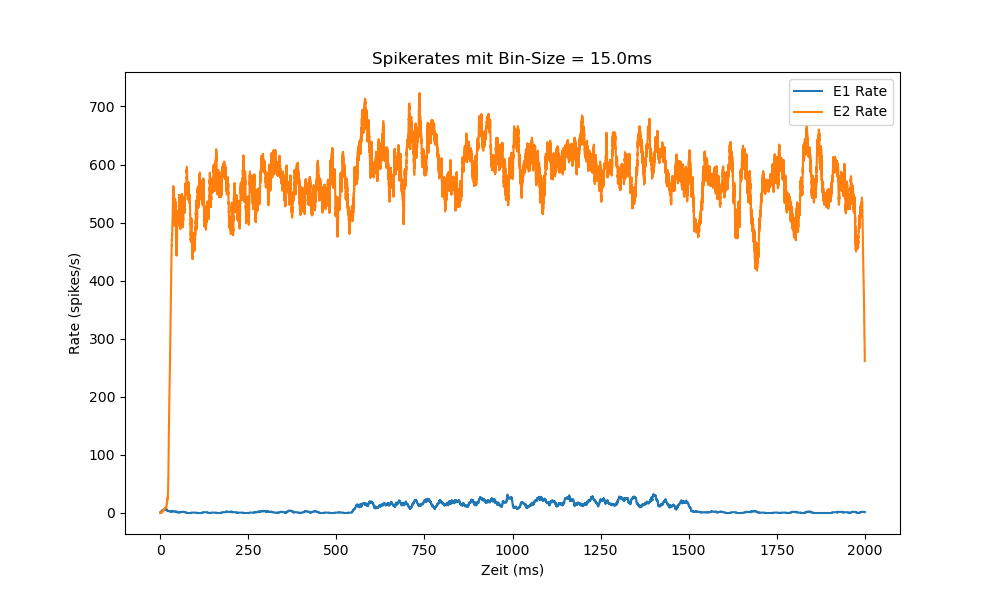 Spikerates mit Bin-Size = 15.0ms
E1 Rate
E2 Rate
700
600
500
400
300
200
100
0
Rate (spikes/s)
0 250 500 750 1000 1250 1500 1750 2000
Zeit (ms)